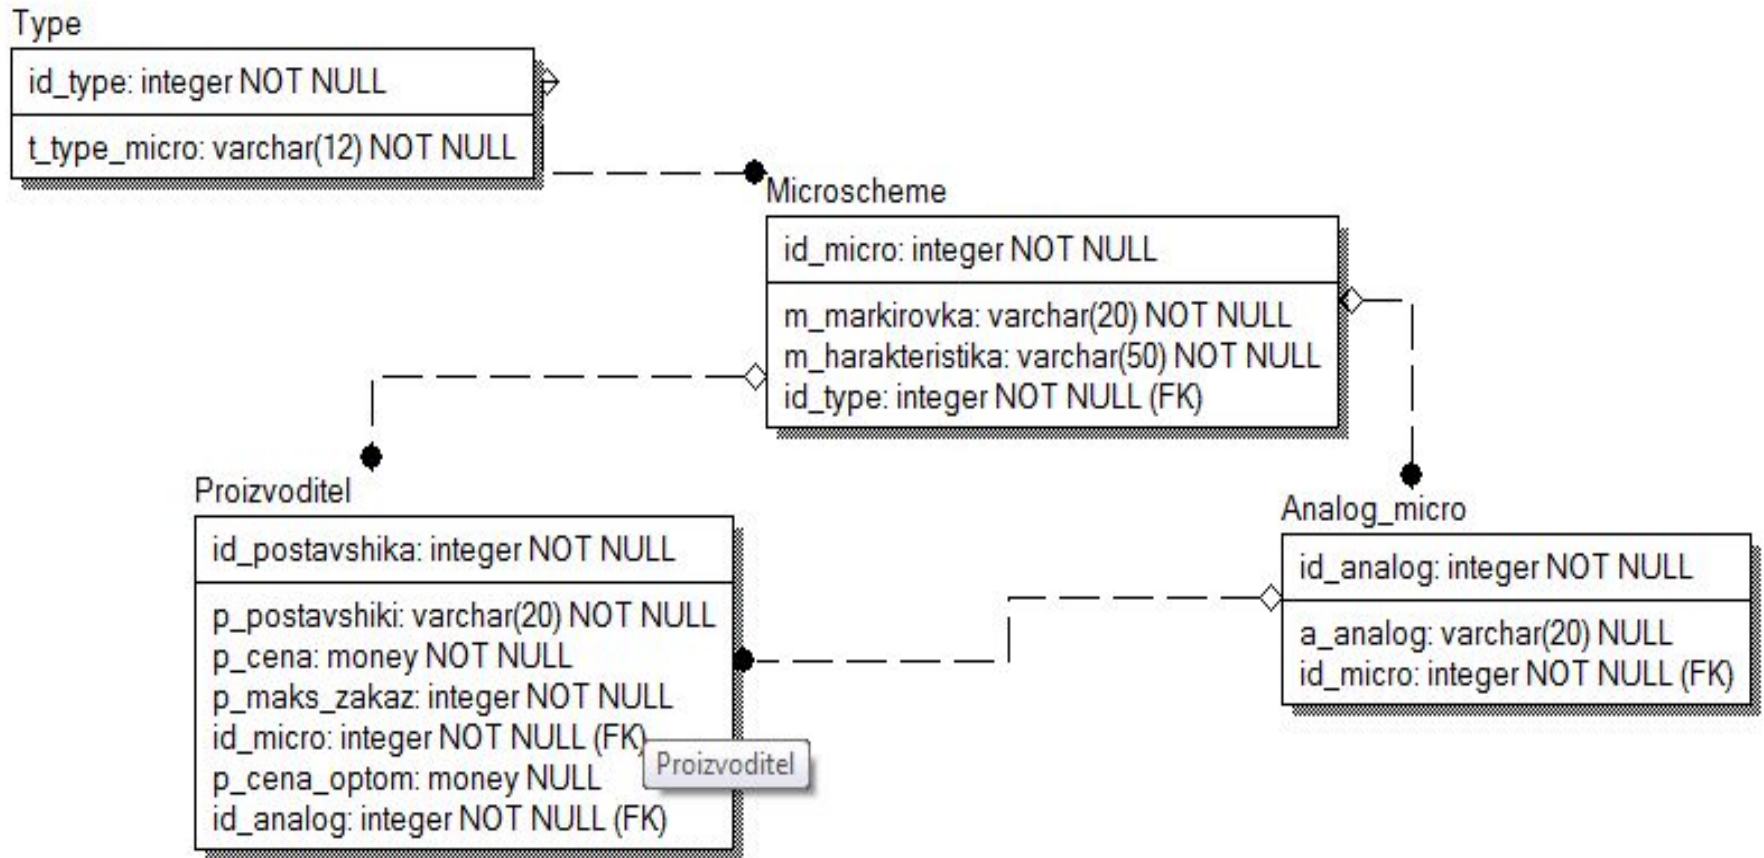 Type
id_type: integer NOT NULL
t_type_micro: varchar(12) NOT NULL
Microscheme
id_micro: integer NOT NULL
m_markirovka: varchar(20) NOT NULL
m_harakteristika: varchar(50) NOT NULL
id_type: integer NOT NULL (FK)
Proizvoditel
id_postavshika: integer NOT NULL
p_postavshiki: varchar(20) NOT NULL
p_cena: money NOT NULL
p_maks_zakaz: integer NOT NULL
id_micro: integer NOT NULL (FK)
p_cena_optom: money NULL
id_analog: integer NOT NULL (FK)
Proizvoditel
Analog_micro
id_analog: integer NOT NULL
a_analog: varchar(20) NULL
id_micro: integer NOT NULL (FK)